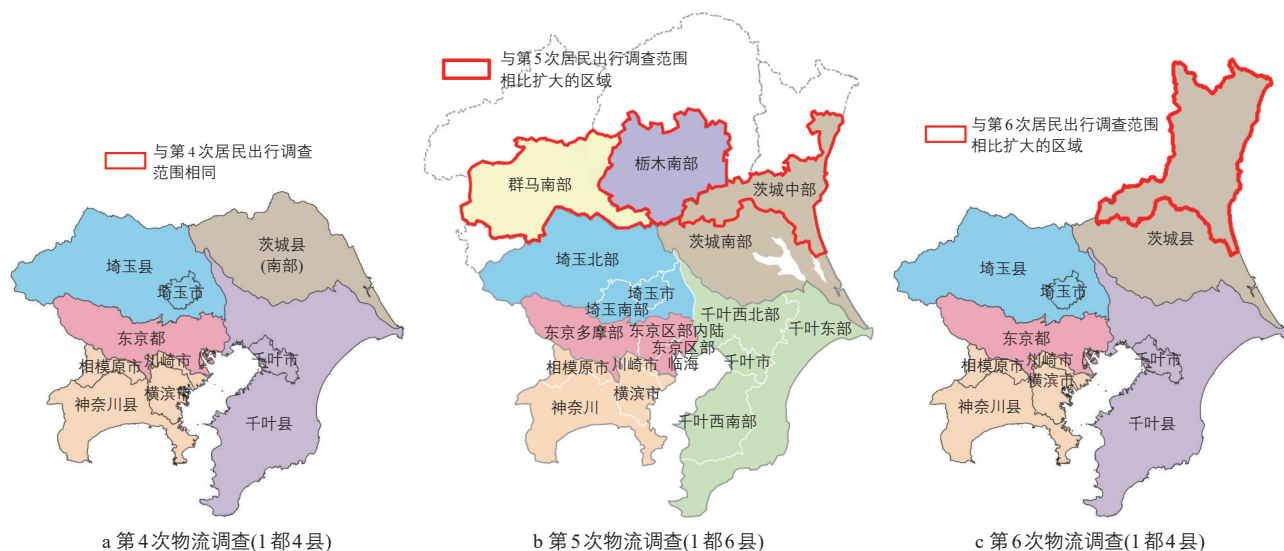 与第4次居民出行调查
范围相同
茨城县
(南部)
埼玉县
埼玉市
东京都
相模原市
川崎市
千叶市
横滨市
神奈川县
千叶县
a 第4次物流调查(1都4县)
与第5次居民出行调查范围
相比扩大的区域
群马南部
栃木南部
茨城中部
茨城南部
埼玉北部
埼玉市
埼玉南部
千叶西北部
千叶东部
东京多摩部
东京区部内陆
东京区部
临海
千叶市
相模原市
川崎市
横滨市
神奈川
千叶西南部
b 第5次物流调查(1都6县)
与第6次居民出行调查范围
相比扩大的区域
茨城县
埼玉县
埼玉市
东京都
相模原市
川崎市
千叶市
横滨市
神奈川县
千叶县
c 第6次物流调查(1都4县)